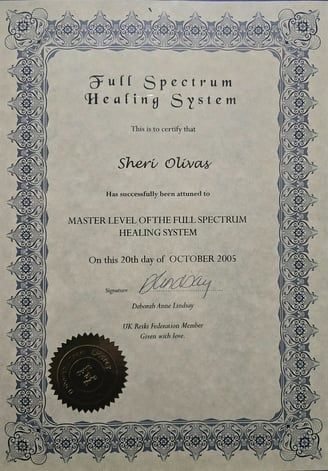 Full Spectrum
Healing System
This is to certify that
Sheri Olivas
Has successfully been attuned to
MASTER LEVEL OF THE FULL SPECTRUM
HEALING SYSTEM
On this 20th day of OCTOBER 2005
Signature DLindsay
Deborah Anne Lindsay
UK Reiki Federation Member
Given with love.